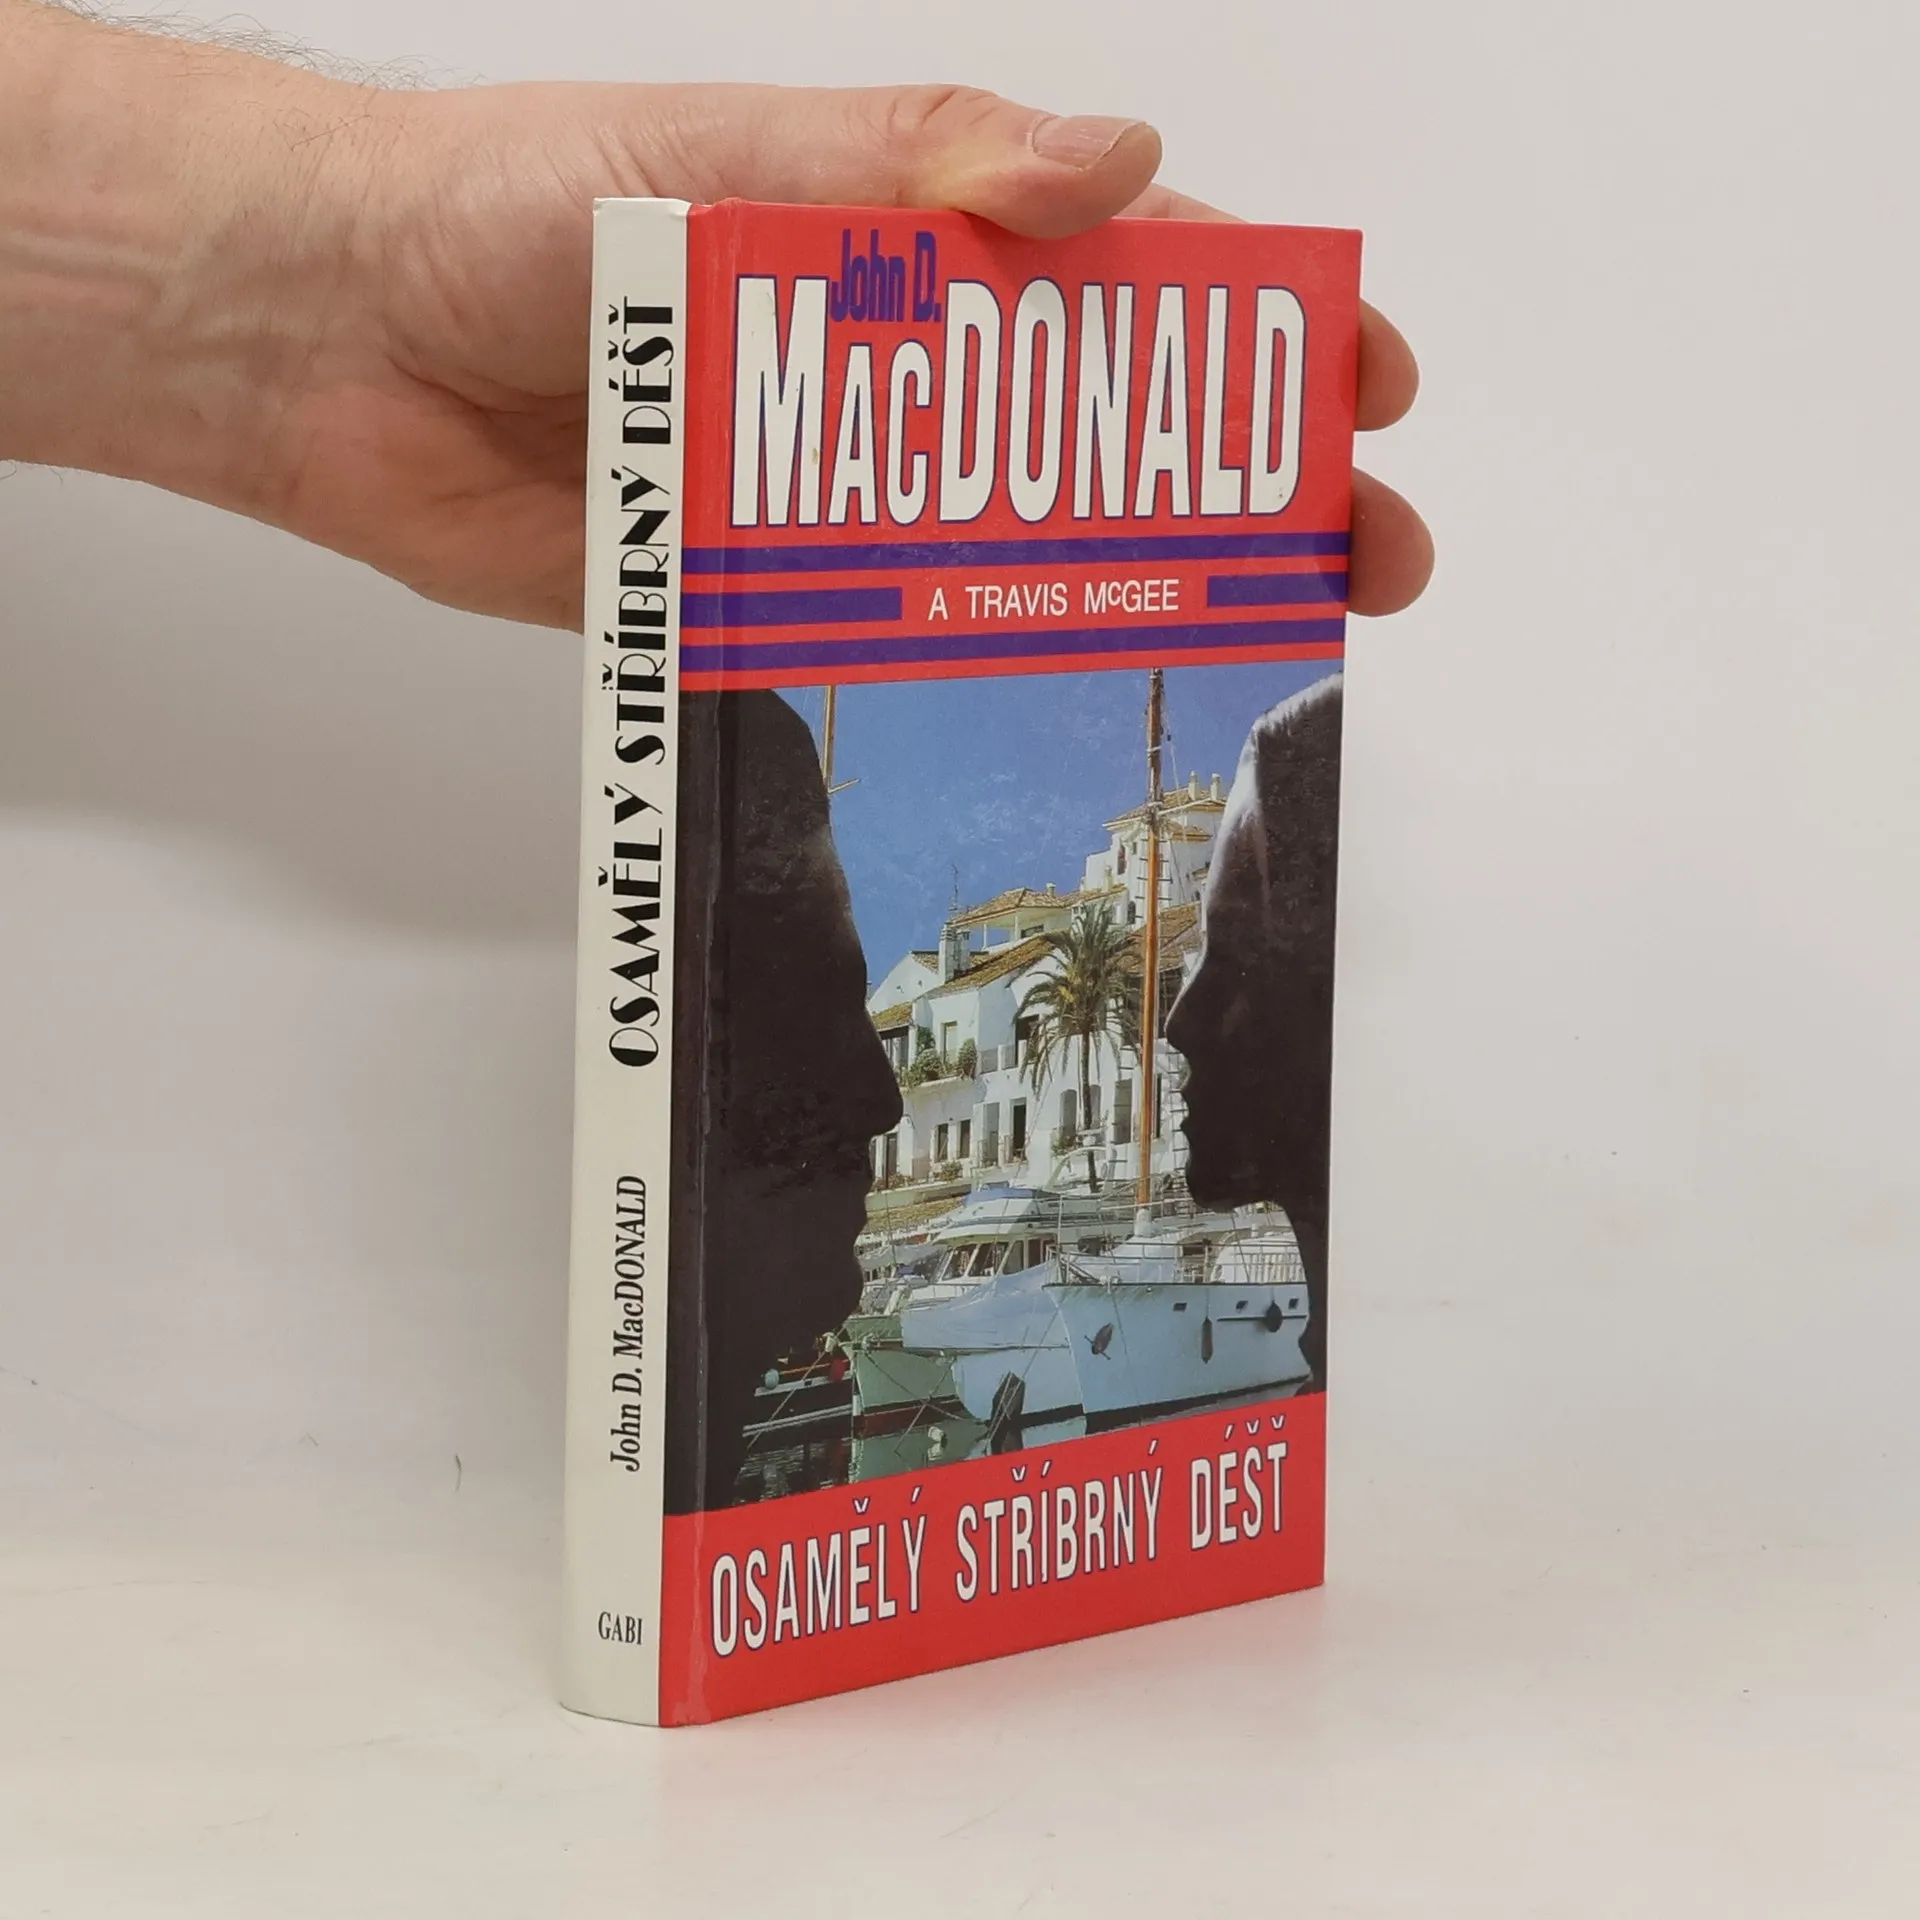 OSAMĚLÝ STŘÍBRNÝ DÉŠŤ
John D. MacDONALD
GABI
John D.
MACDONALD
A TRAVIS McGEE
OSAMĚLÝ STŘÍBRNÝ DÉŠŤ